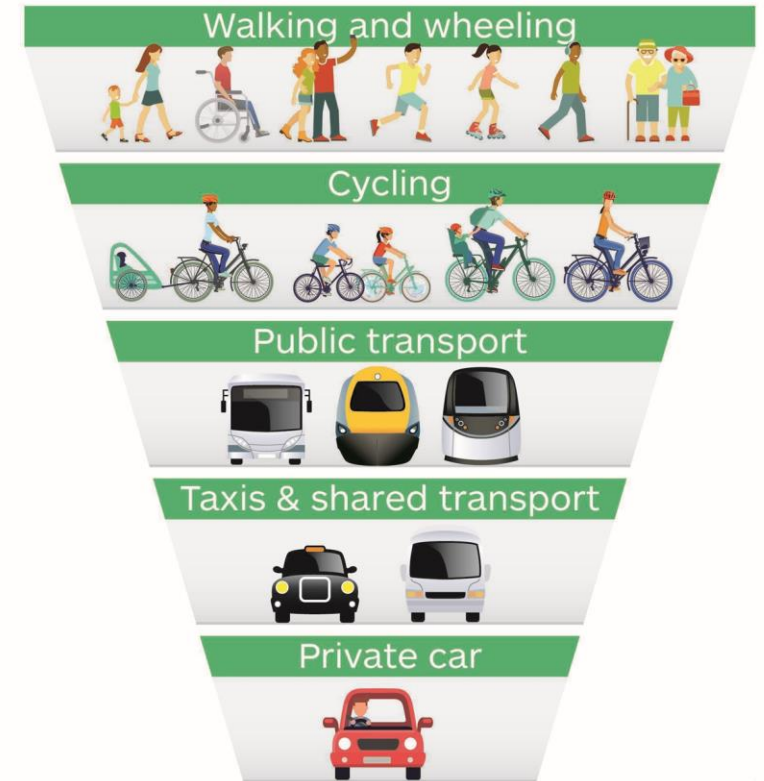 Walking and wheeling
Cycling
Public transport
Taxis & shared transport
Private car